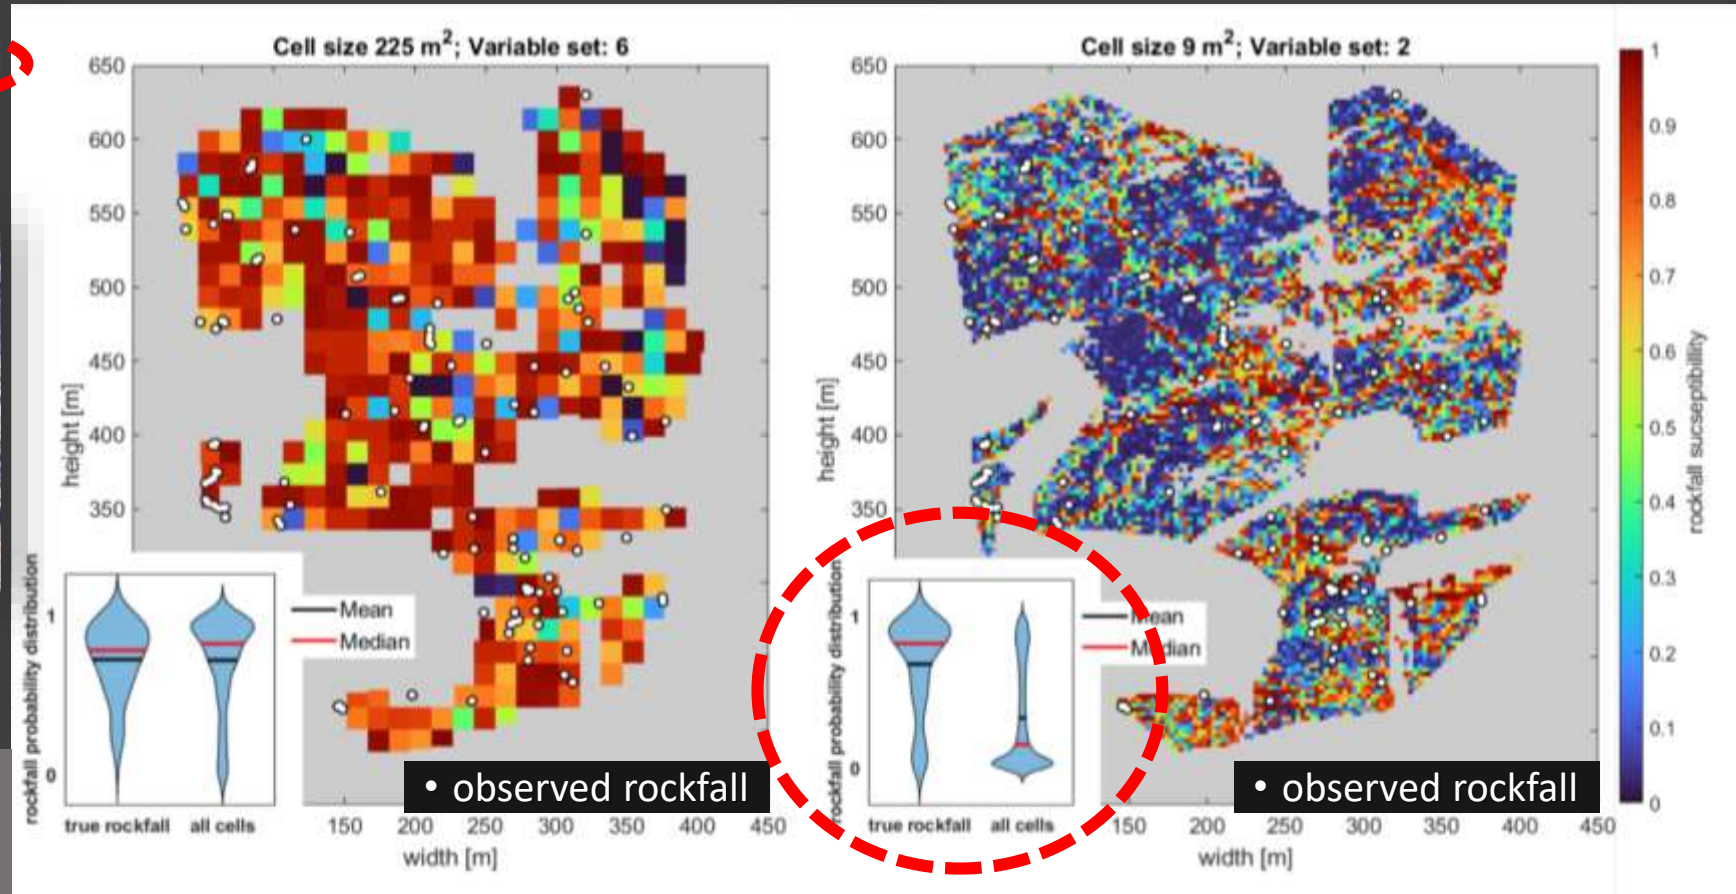 Cell size 225 m²; Variable set: 6
650
600
550
500
450
400
350
height [m]
1
0
rockfall probability distribution
true rockfall
all cells
Mean
Median
• observed rockfall
150
200
250
300
350
400
450
width [m]
Cell size 9 m²; Variable set: 2
650
600
550
500
450
400
350
height [m]
1
0
rockfall probability distribution
true rockfall
all cells
Mean
Median
• observed rockfall
150
200
250
300
350
400
450
width [m]
1
0.9
0.8
0.7
0.6
0.5
0.4
0.3
0.2
0.1
0
rockfall sucseptibillity